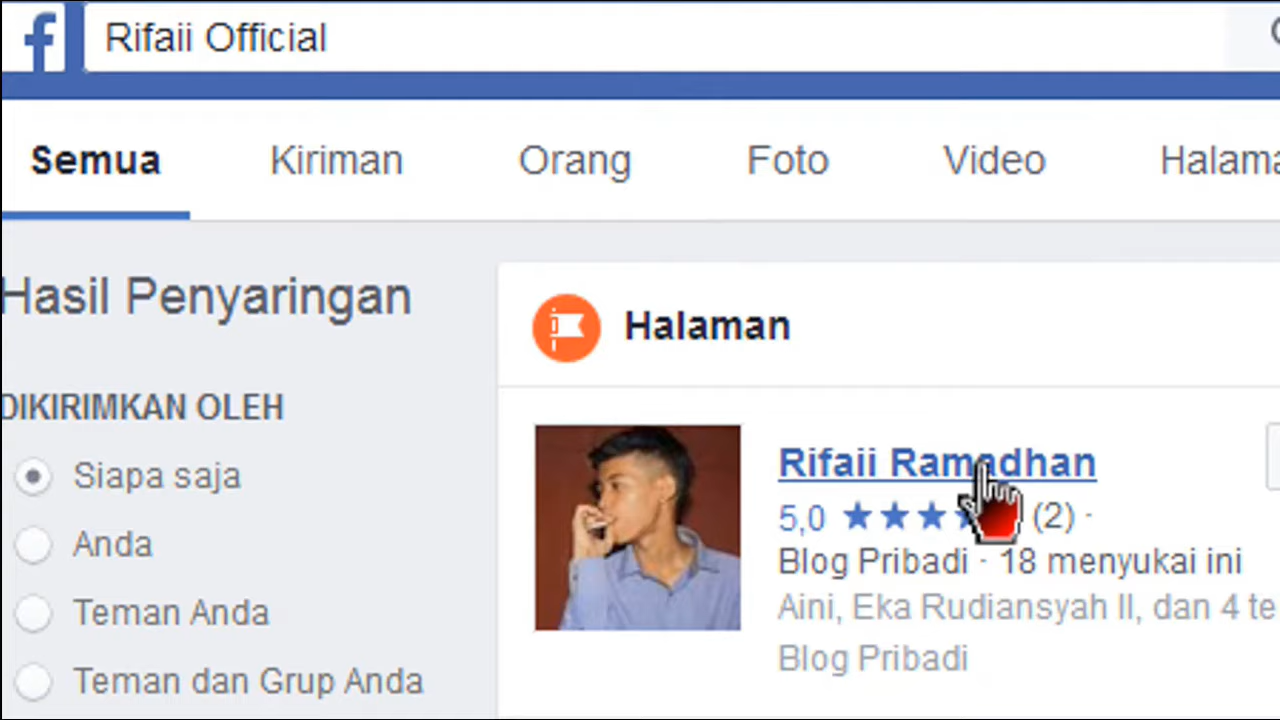 f Rifaii Official
Semua Kiriman Orang Foto Video
Hasil Penyaringan
DIKIRIMKAN OLEH
Siapa saja
Anda
Teman Anda
Teman dan Grup Anda
Halaman
Rifaii Ramadhan
5,0 ★★★ (2) ·
Blog Pribadi · 18 menyukai ini
Aini, Eka Rudiansyah II, dan 4 te
Blog Pribadi